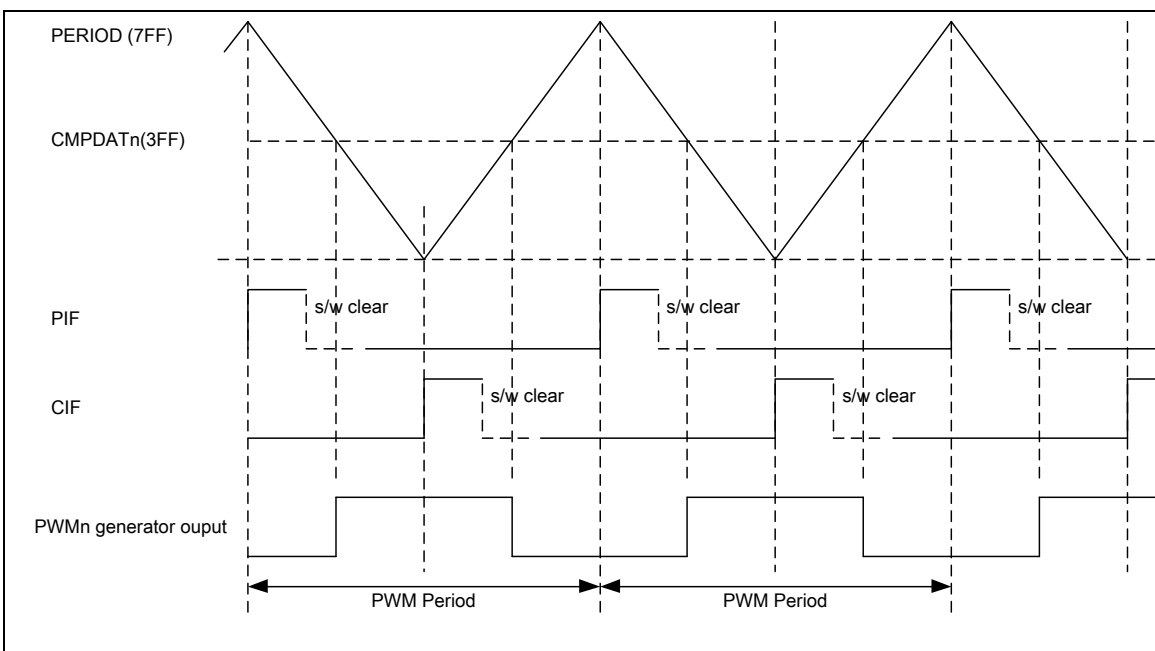 PERIOD (7FF)
CMPDATn(3FF)
PIF
s/w clear
s/w clear
s/w clear
CIF
s/w clear
s/w clear
PWMn generator ouput
PWM Period
PWM Period